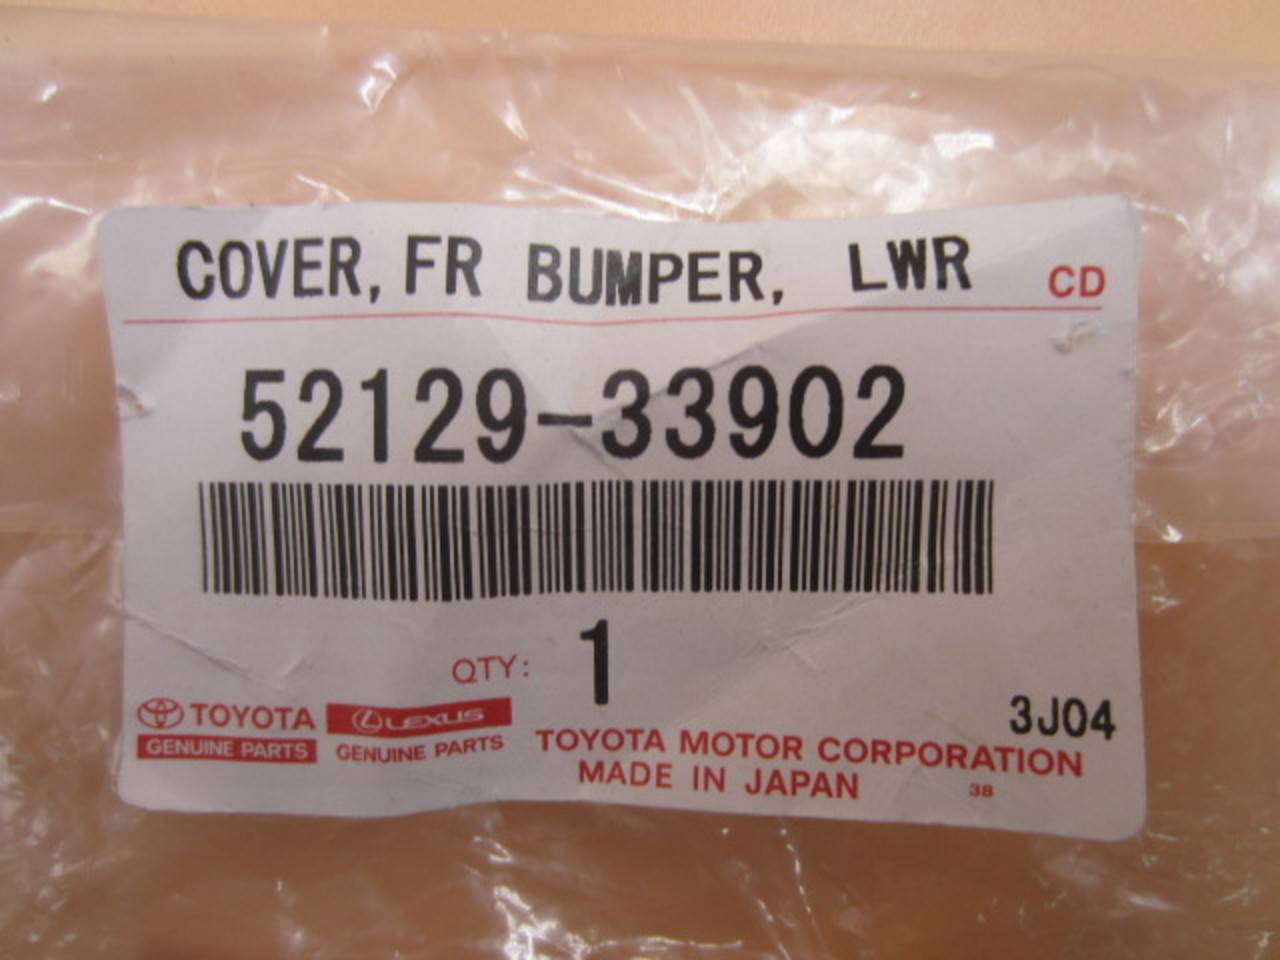 COVER, FR BUMPER, LWR CD
52129-33902
QTY: 1
3J04
TOYOTA LEXUS
GENUINE PARTS GENUINE PARTS
TOYOTA MOTOR CORPORATION
MADE IN JAPAN 38